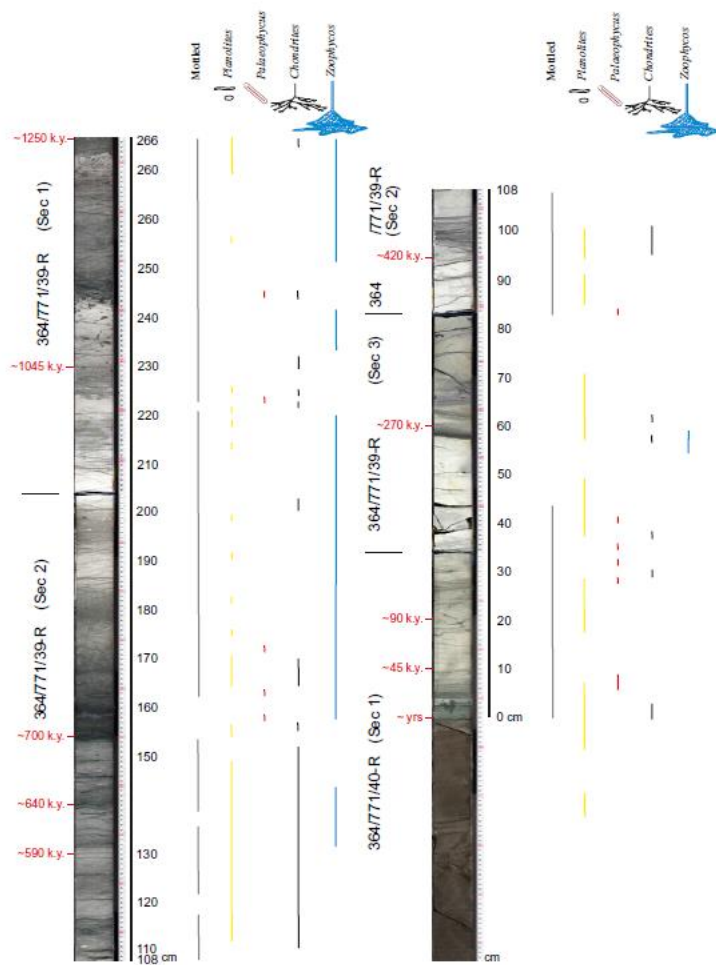 Mottled
Planolites
Palaeophycus
Chondrites
Zoophycos
~1250 k.y.
~1045 k.y.
~700 k.y.
~640 k.y.
~590 k.y.
364/771/39-R (Sec 1)
364/771/39-R (Sec 2)
266
260
260
250
240
230
220
210
200
190
180
170
160
150
130
120
110
108 cm
Mottled
Planolites
Palaeophycus
Chondrites
Zoophycos
/771/39-R
(Sec 2)
364
364/771/39-R (Sec 3)
364/771/40-R (Sec 1)
~420 k.y.
~270 k.y.
~90 k.y.
~45 k.y.
~ yrs
108
100
90
80
70
60
50
40
30
20
10
0 cm
cm